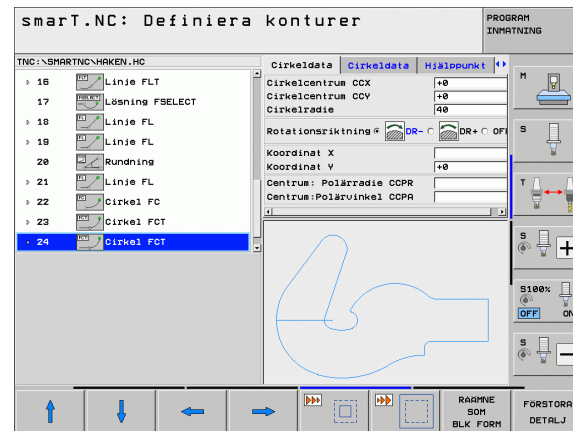 smarT.NC: Definiera konturer
PROGRAM
INMATNING
TNC:\SMARTNC\HAKEN.HC
16 Linje FLT
17 Lösning FSELECT
18 Linje FL
19 Linje FL
20 Rundning
21 Linje FL
22 Cirkel FC
23 Cirkel FCT
24 Cirkel FCT
Cirkeldata Cirkeldata Hjälppunkt
Cirkelcentrum CCX +0
Cirkelcentrum CCY +0
Cirkelradie 40
Rotationsriktning DR- DR+ OFF
Koordinat X
Koordinat Y +0
Centrum: Polärradie CCPR
Centrum:Polärvinkel CCPA
M
S
T
S
S100%
OFF ON
S
RAAMNE
SOM
BLK FORM
FÖRSTORA
DETALJ